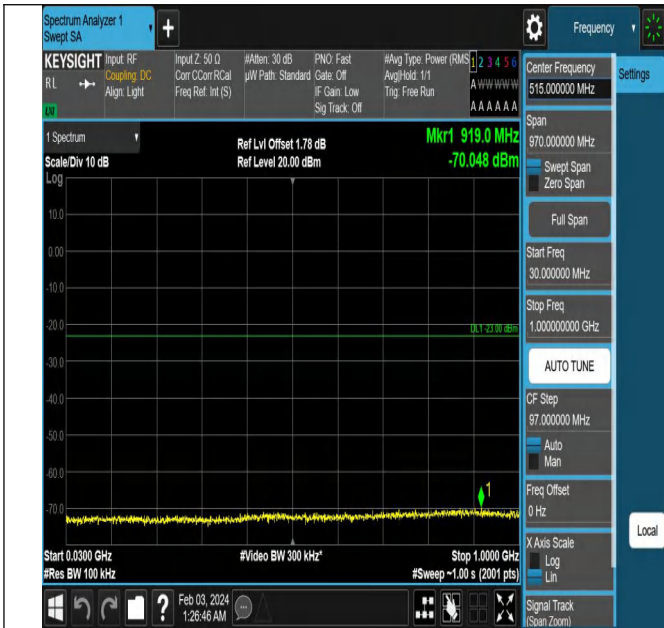 Spectrum Analyzer 1
Swept SA
Frequency
KEYSIGHT
RL
LXI
Input: RF
Coupling: DC
Align: Light
Input Z: 50 Ω
Corr CCorr RCal
Freq Ref: Int (S)
#Atten: 30 dB
µW Path: Standard
PNO: Fast
Gate: Off
IF Gain: Low
Sig Track: Off
#Avg Type: Power (RMS
Avg|Hold: 1/1
Trig: Free Run
1 2 3 4 5 6
A W W W W W
A A A A A A
Center Frequency
515.000000 MHz
Settings
1 Spectrum
Scale/Div 10 dB
Ref Lvl Offset 1.78 dB
Ref Level 20.00 dBm
Mkr1 919.0 MHz
-70.048 dBm
Log
10.0
0.00
-10.0
-20.0
DL1 -23.00 dBm
-30.0
-40.0
-50.0
-60.0
-70.0
1
Start 0.0300 GHz
#Res BW 100 kHz
#Video BW 300 kHz*
Stop 1.0000 GHz
#Sweep ~1.00 s (2001 pts)
Span
970.000000 MHz
Swept Span
Zero Span
Full Span
Start Freq
30.000000 MHz
Stop Freq
1.000000000 GHz
AUTO TUNE
CF Step
97.000000 MHz
Auto
Man
Freq Offset
0 Hz
X Axis Scale
Log
Lin
Local
Signal Track
(Span Zoom)
?
Feb 03, 2024
1:26:46 AM